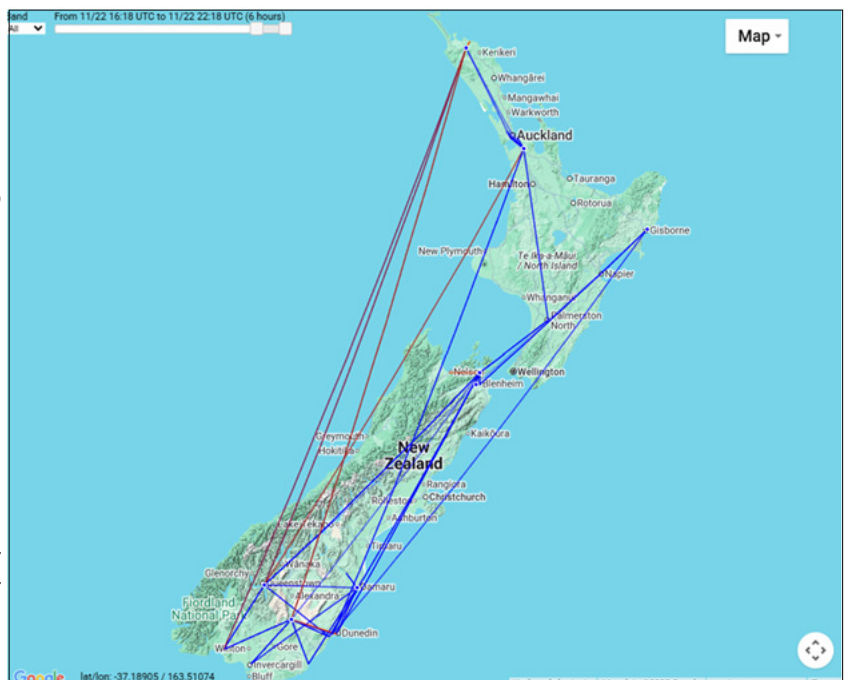 Band
From 11/22 16:18 UTC to 11/22 22:18 UTC (6 hours)
All
Map
Kerikeri
Whangārei
Mangawhai
Warkworth
Auckland
Tauranga
Hamilton
Rotorua
Gisborne
New Plymouth
Te Ika-a-Māui
/ North Island
Napier
Whanganui
Palmerston
North
Nelson
Wellington
Blenheim
Greymouth
Kaikōura
Hokitika
New
Zealand
Rangiora
Rolleston
Christchurch
Ashburton
Lake Tekapo
Timaru
Wānaka
Glenorchy
Queenstown
Oamaru
Alexandra
Fiordland
National Park
Dunedin
Winton
Gore
Invercargill
Bluff
Google
lat/lon: -37.18905 / 163.51074